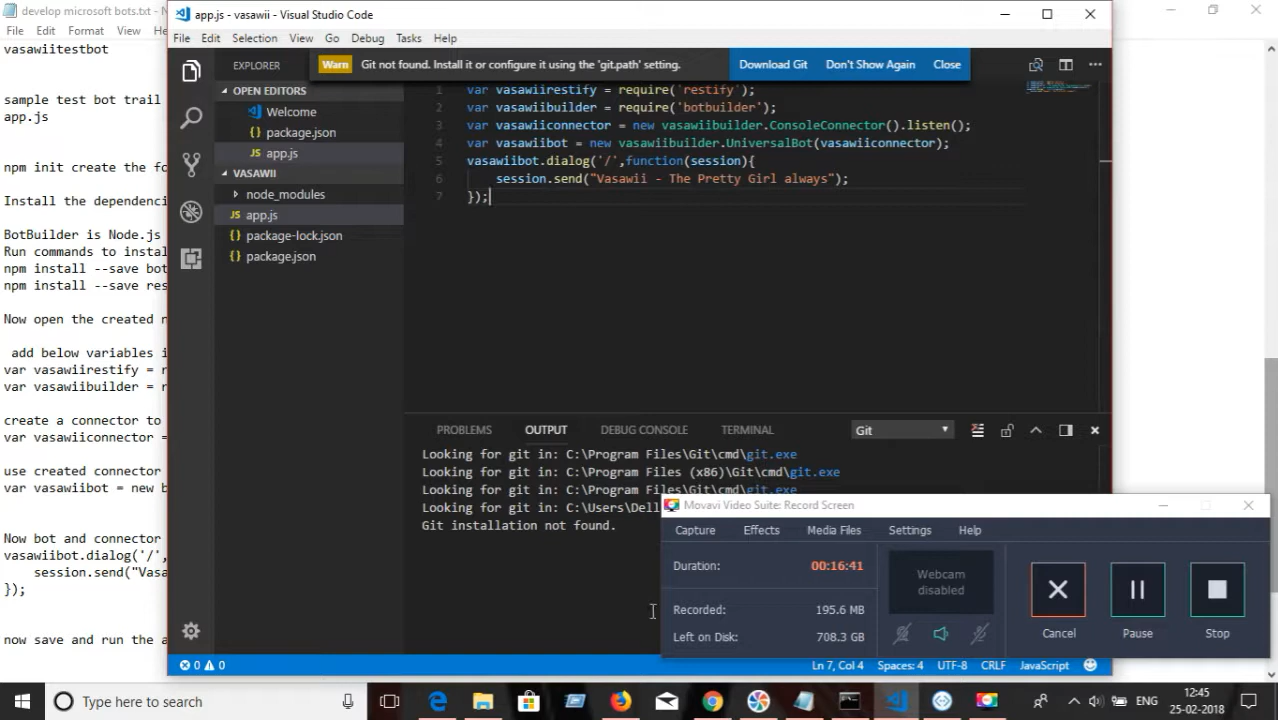 develop microsoft bots.txt - N
File Edit Format View He
vasawiitestbot
sample test bot trail
app.js
npm init create the fo
Install the dependenci
BotBuilder is Node.js
Run commands to instal
npm install --save bot
npm install --save res
Now open the created n
add below variables i
var vasawiirestify = r
var vasawiibuilder = r
create a connector to
var vasawiiconnector =
use created connector
var vasawiibot = new b
Now bot and connector
vasawiibot.dialog('/',
session.send("Vasa
});
now save and run the a
app.js - vasawii - Visual Studio Code
File Edit Selection View Go Debug Tasks Help
EXPLORER
Warn Git not found. Install it or configure it using the 'git.path' setting. Download Git Don't Show Again Close
OPEN EDITORS
Welcome
package.json
JS app.js
VASAWII
node_modules
JS app.js
{} package-lock.json
{} package.json
1 var vasawiirestify = require('restify');
2 var vasawiibuilder = require('botbuilder');
3 var vasawiiconnector = new vasawiibuilder.ConsoleConnector().listen();
4 var vasawiibot = new vasawiibuilder.UniversalBot(vasawiiconnector);
5 vasawiibot.dialog('/',function(session){
6 session.send("Vasawii - The Pretty Girl always");
7 });
PROBLEMS OUTPUT DEBUG CONSOLE TERMINAL Git
Looking for git in: C:\Program Files\Git\cmd\git.exe
Looking for git in: C:\Program Files (x86)\Git\cmd\git.exe
Looking for git in: C:\Program Files\Git\cmd\git.exe
Looking for git in: C:\Users\Dell
Git installation not found.
0 0 Ln 7, Col 4 Spaces: 4 UTF-8 CRLF JavaScript
Movavi Video Suite: Record Screen
Capture Effects Media Files Settings Help
Duration: 00:16:41
Recorded: 195.6 MB
Left on Disk: 708.3 GB
Webcam
disabled
Cancel Pause Stop
Type here to search
ENG
12:45
25-02-2018